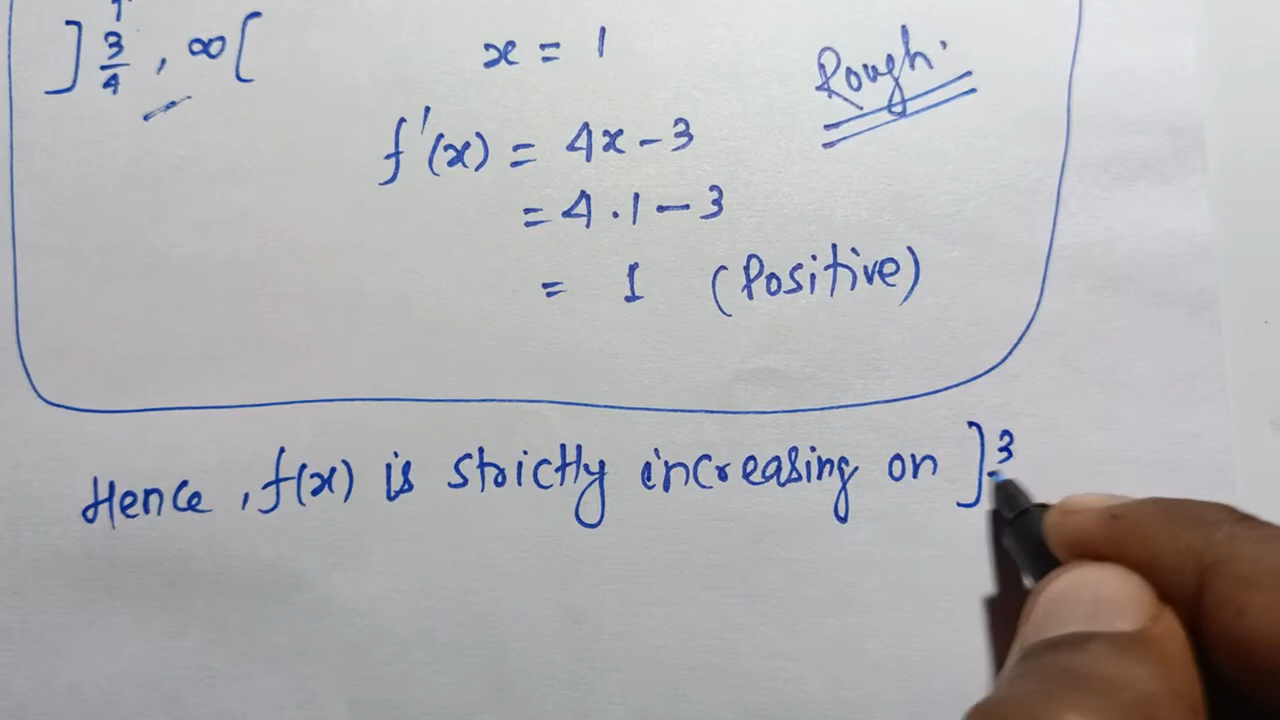 ]3/4, ∞[
x = 1
Rough.
f'(x) = 4x - 3
= 4.1 - 3
= 1 (Positive)
Hence, f(x) is strictly increasing on ]3